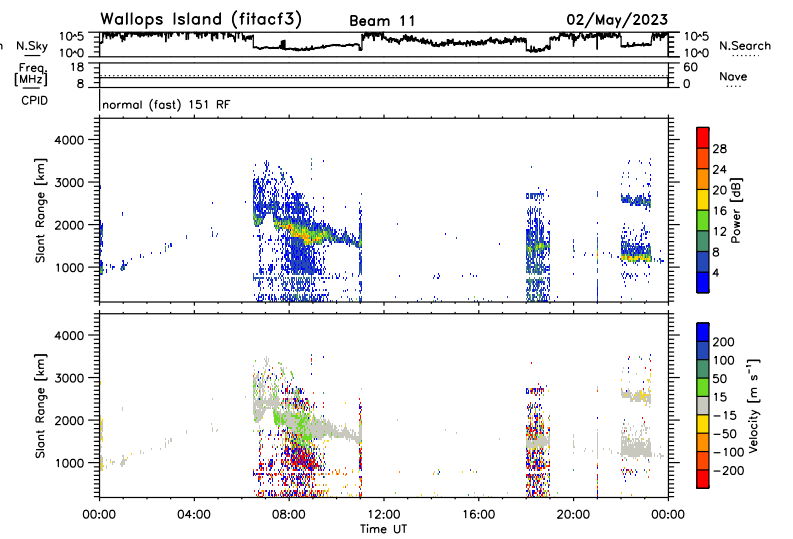 Wallops Island (fitacf3) Beam 11 02/May/2023
n N.Sky 10^5 10^5 N.Search
10^0 10^0
Freq. 18 60 Nave
[MHz] 8 0
CPID normal (fast) 151 RF
Slant Range [km]
4000
3000
2000
1000
28
24
20
16
12
8
4
Power [dB]
Slant Range [km]
4000
3000
2000
1000
200
100
50
15
-15
-50
-100
-200
Velocity [m s⁻¹]
00:00 04:00 08:00 12:00 16:00 20:00 00:00
Time UT